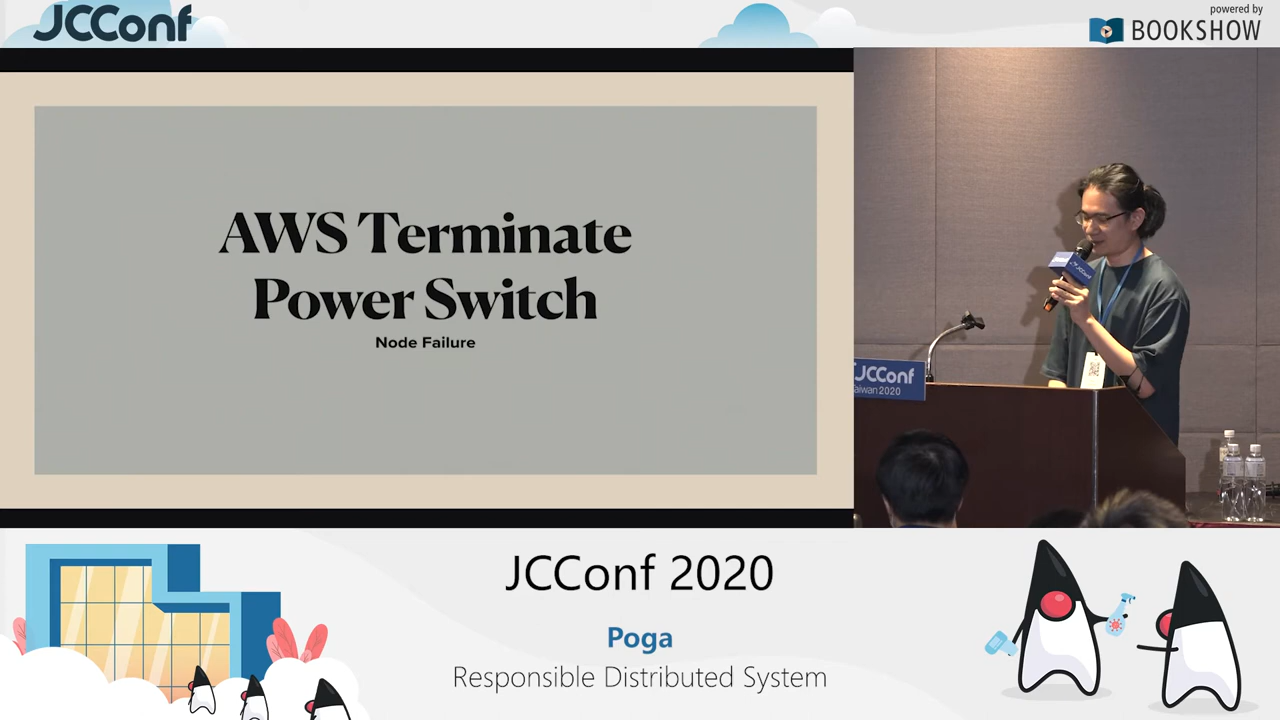 JCConf
powered by
BOOKSHOW
AWS Terminate
Power Switch
Node Failure
JCConf
JCConf
Taiwan 2020
JCConf 2020
Poga
Responsible Distributed System